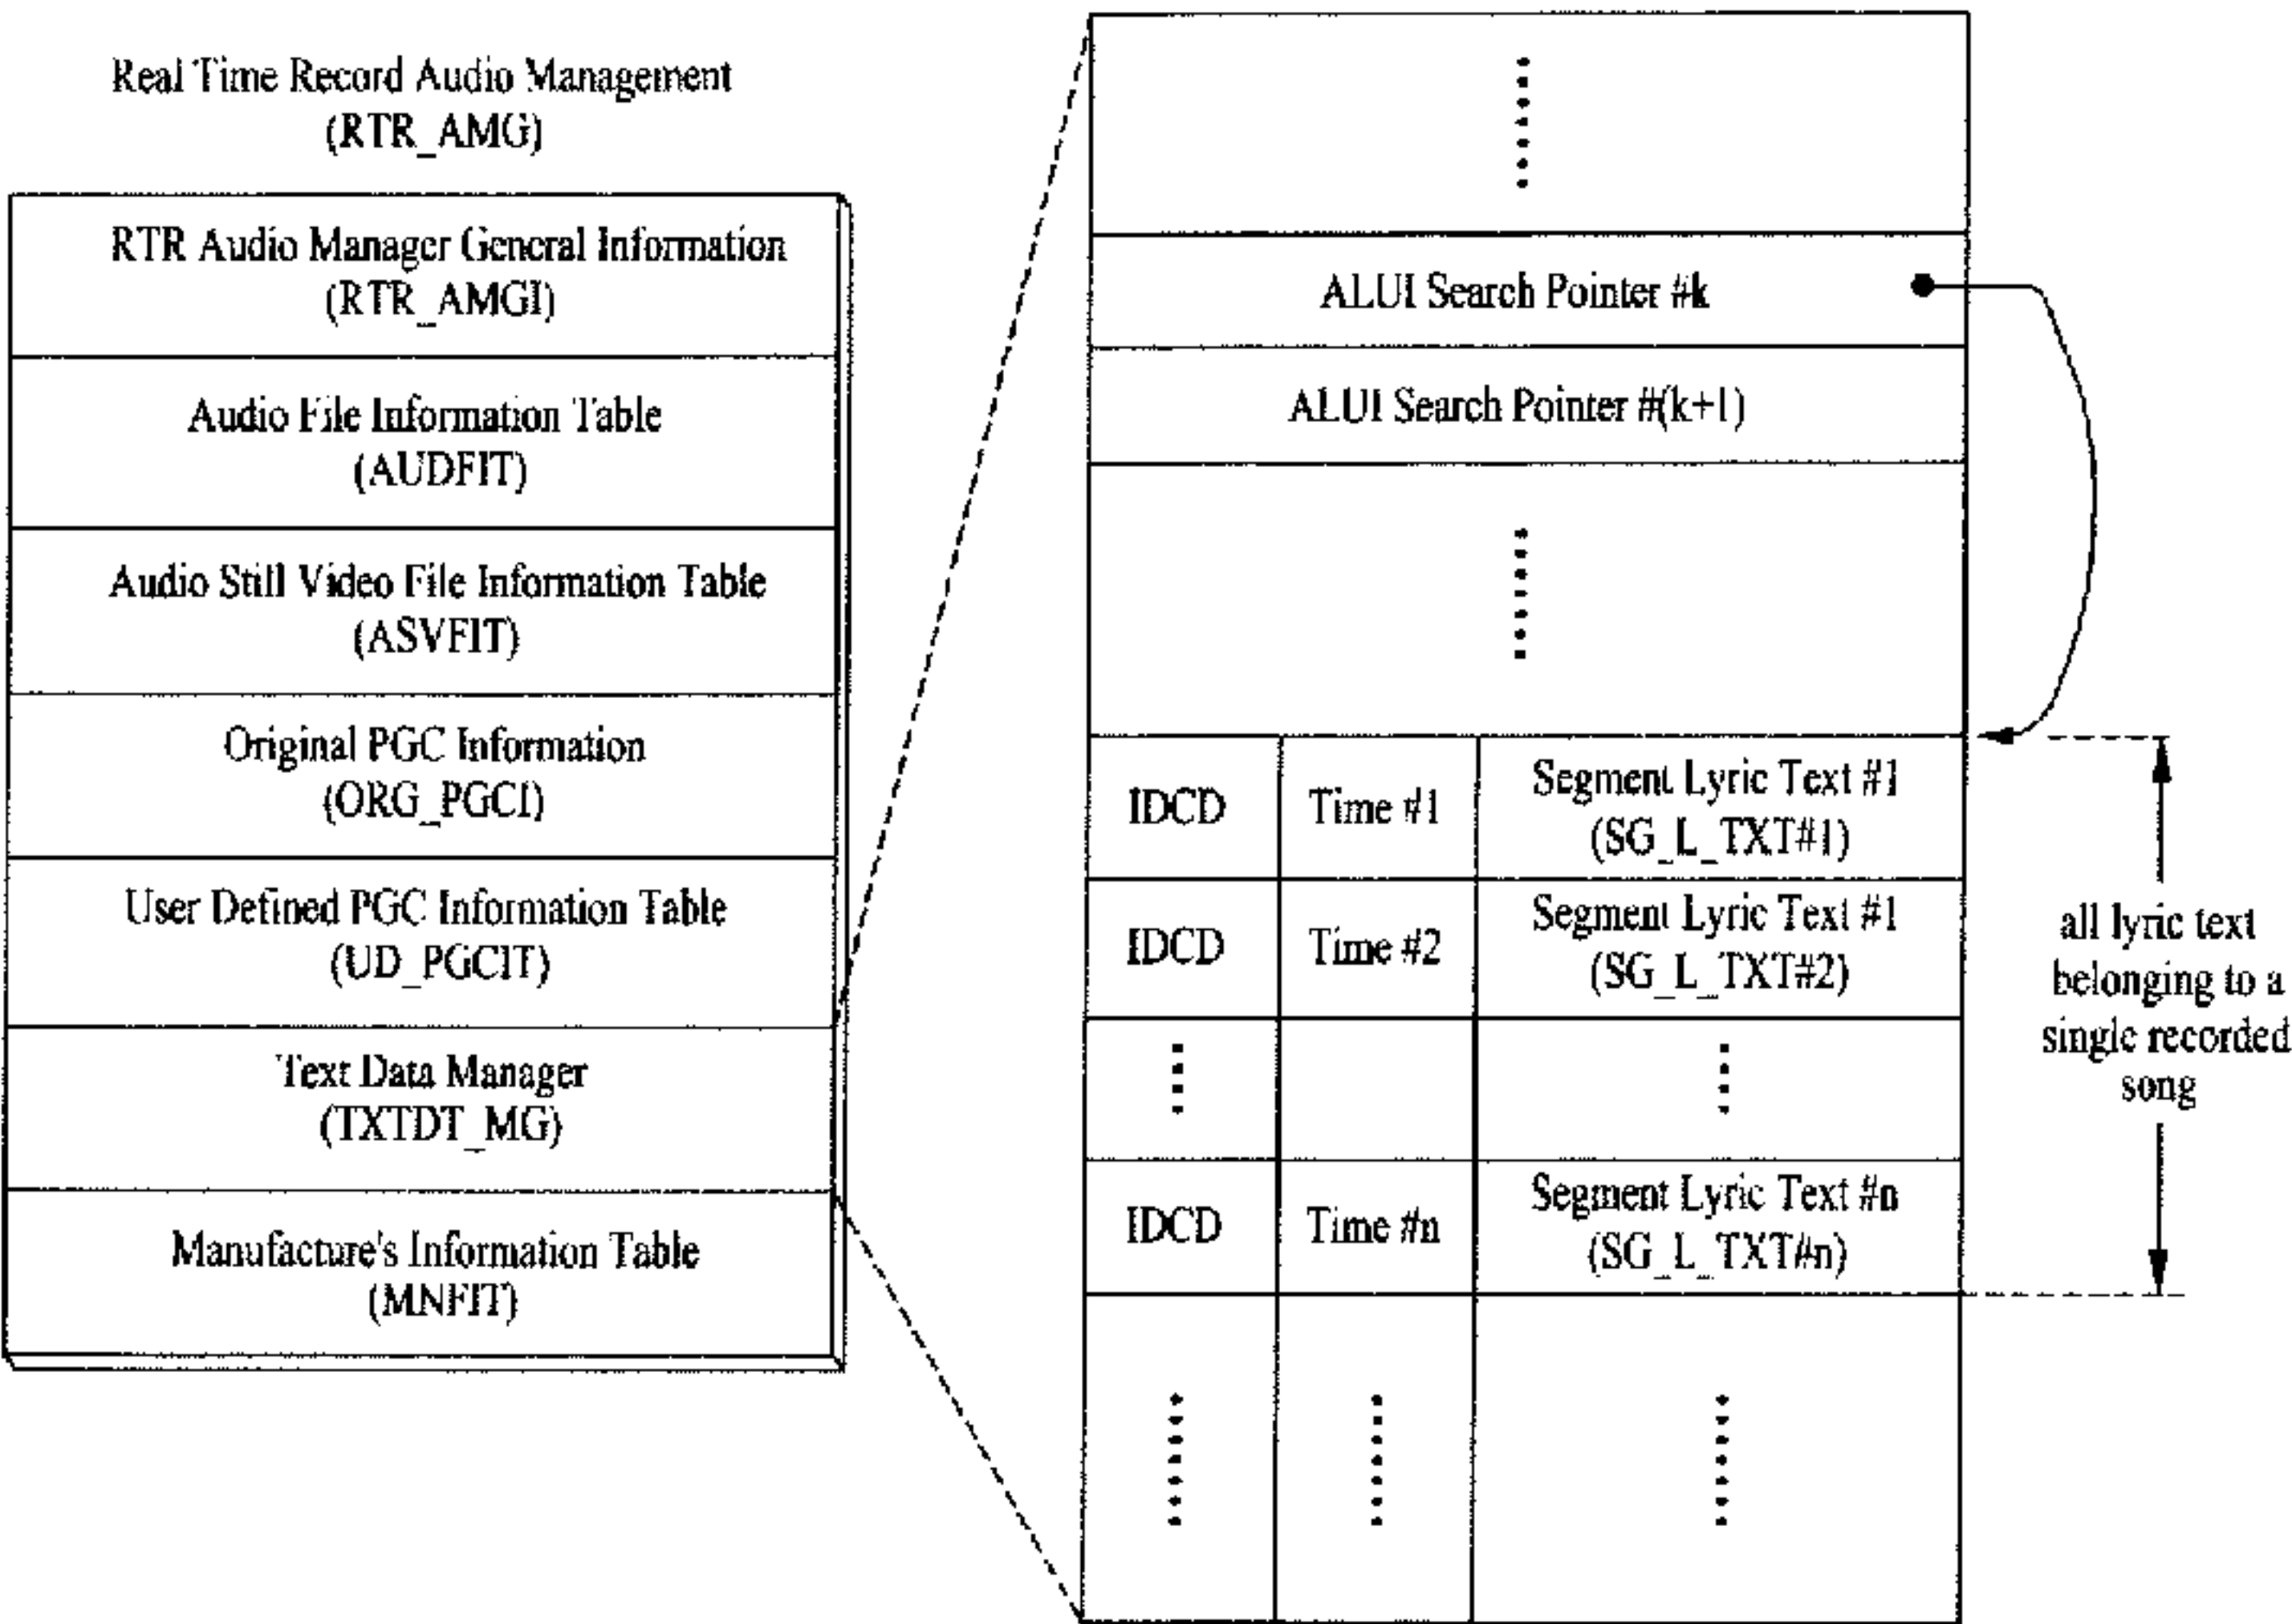 Real Time Record Audio Management
(RTR_AMG)
RTR Audio Manager General Information
(RTR_AMGI)
Audio File Information Table
(AUDFIT)
Audio Still Video File Information Table
(ASVFIT)
Original PGC Information
(ORG_PGCI)
User Defined PGC Information Table
(UD_PGCIT)
Text Data Manager
(TXTDT_MG)
Manufacture's Information Table
(MNFIT)
ALUI Search Pointer #k
ALUI Search Pointer #(k+1)
IDCD
Time #1
Segment Lyric Text #1
(SG_L_TXT#1)
IDCD
Time #2
Segment Lyric Text #1
(SG_L_TXT#2)
IDCD
Time #n
Segment Lyric Text #n
(SG_L_TXT#n)
all lyric text
belonging to a
single recorded
song